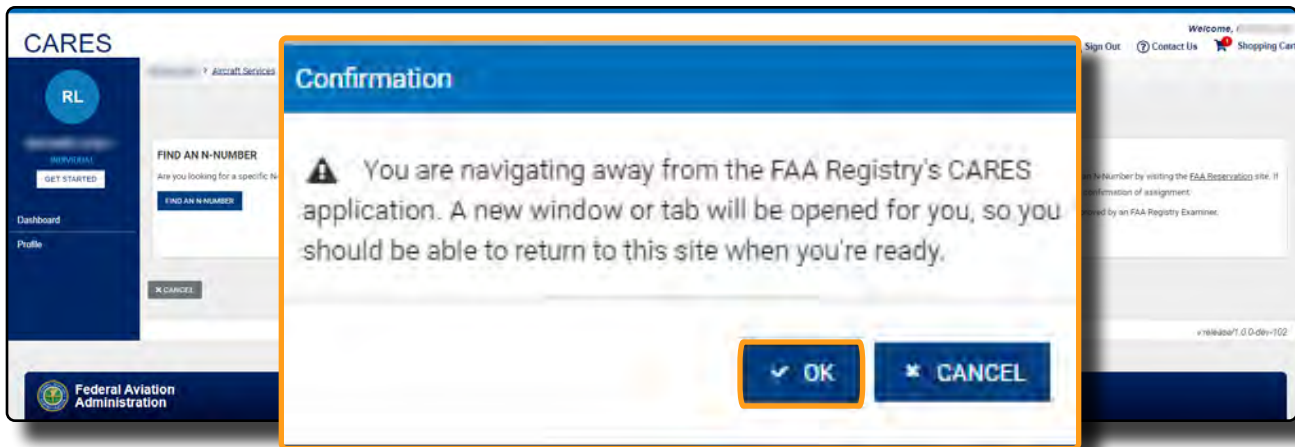 Welcome,
CARES
Sign Out
Contact Us
Shopping Cart
RL
INDIVIDUAL
GET STARTED
Dashboard
Profile
Aircraft Services
FIND AN N-NUMBER
Are you looking for a specific N-
FIND AN N-NUMBER
X CANCEL
Confirmation
You are navigating away from the FAA Registry's CARES
application. A new window or tab will be opened for you, so you
should be able to return to this site when you're ready.
OK
CANCEL
an N-Number by visiting the FAA Reservation site. If
confirmation of assignment.
by an FAA Registry Examiner.
v:release/1.0.0-dev-102
Federal Aviation
Administration